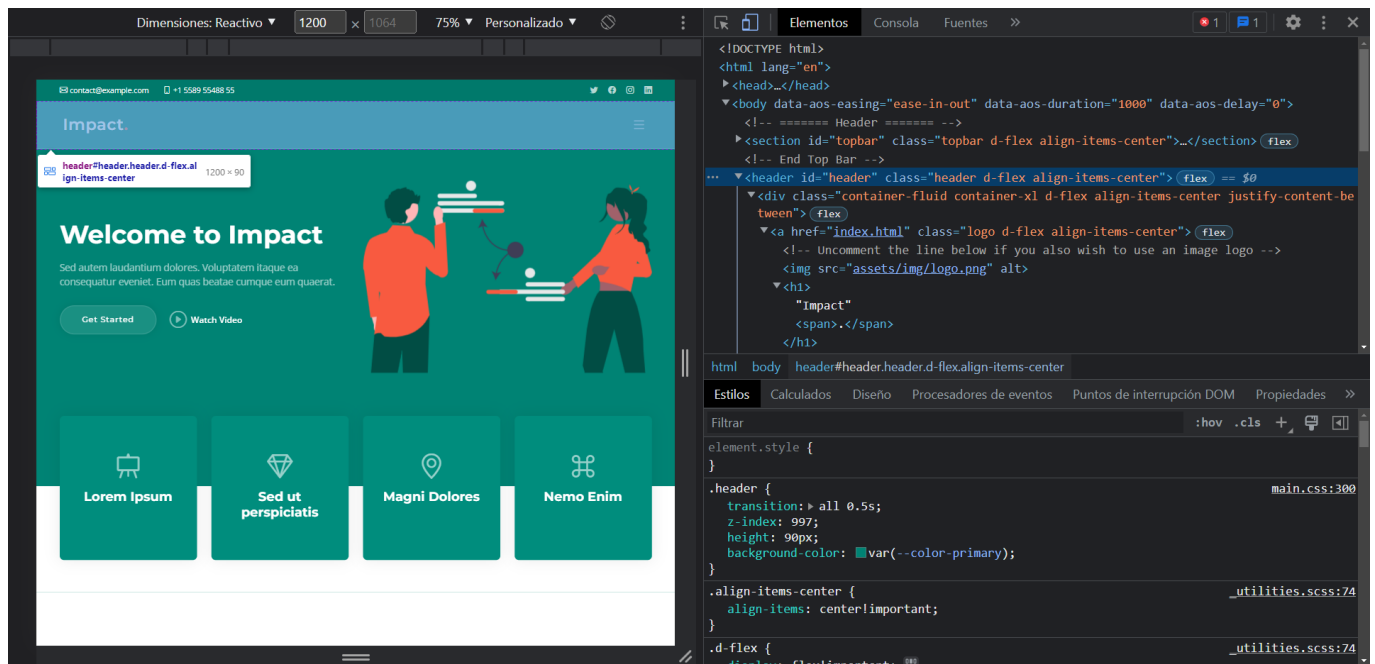 Dimensiones: Reactivo ▼ 1200 × 1064 75% ▼ Personalizado ▼
contact@example.com +1 5589 55488 55
Impact.
header#header.header.d-flex.al
ign-items-center 1200 × 90
Welcome to Impact
Sed autem laudantium dolores. Voluptatem itaque ea
consequatur eveniet. Eum quas beatae cumque eum quaerat.
Get Started Watch Video
Lorem Ipsum
Sed ut
perspiciatis
Magni Dolores
Nemo Enim
Elementos Consola Fuentes » 1 1
<!DOCTYPE html>
<html lang="en">
<head>…</head>
<body data-aos-easing="ease-in-out" data-aos-duration="1000" data-aos-delay="0">
<!-- ======= Header ======= -->
<section id="topbar" class="topbar d-flex align-items-center">…</section> flex
<!-- End Top Bar -->
<header id="header" class="header d-flex align-items-center"> flex == $0
<div class="container-fluid container-xl d-flex align-items-center justify-content-be
tween"> flex
<a href="index.html" class="logo d-flex align-items-center"> flex
<!-- Uncomment the line below if you also wish to use an image logo -->
<img src="assets/img/logo.png" alt>
<h1>
"Impact"
<span>.</span>
</h1>
html body header#header.header.d-flex.align-items-center
Estilos Calculados Diseño Procesadores de eventos Puntos de interrupción DOM Propiedades »
Filtrar :hov .cls +
element.style {
}
.header { main.css:300
transition: all 0.5s;
z-index: 997;
height: 90px;
background-color: var(--color-primary);
}
.align-items-center { _utilities.scss:74
align-items: center!important;
}
.d-flex { _utilities.scss:74
display: flex!important;